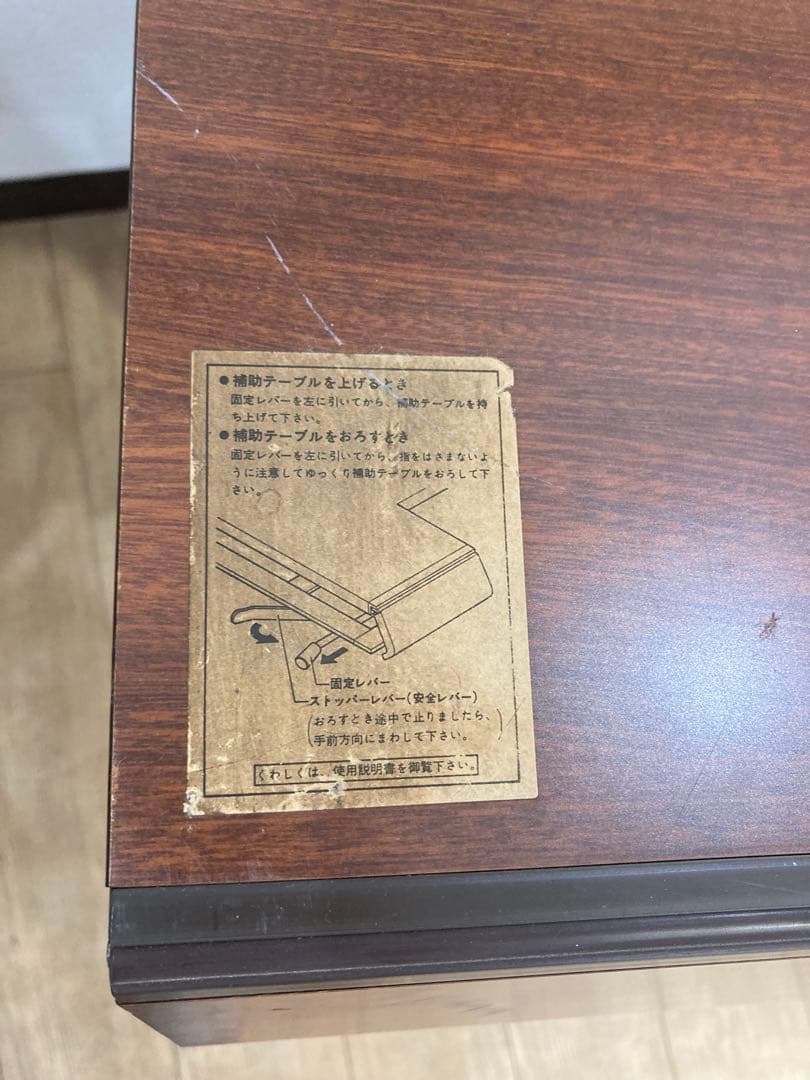 ●補助テーブルを上げるとき
固定レバーを左に引いてから、補助テーブルを持
ち上げて下さい。
●補助テーブルをおろすとき
固定レバーを左に引いてから、指をはさまないよ
うに注意してゆっくり補助テーブルをおろして下
さい。
固定レバー
ストッパーレバー(安全レバー)
(おろすとき途中で止りましたら、
手前方向にまわして下さい。)
くわしくは、使用説明書を御覧下さい。